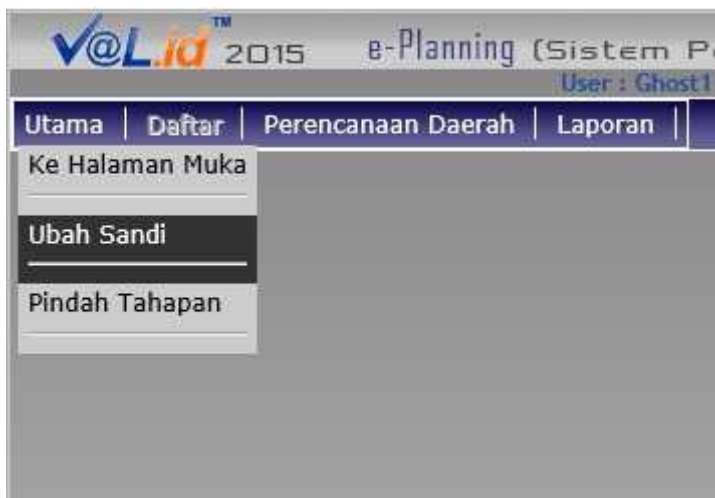 V@L.id™ 2015 e-Planning (Sistem
User : Ghost1
Utama | Daftar | Perencanaan Daerah | Laporan |
Ke Halaman Muka
Ubah Sandi
Pindah Tahapan